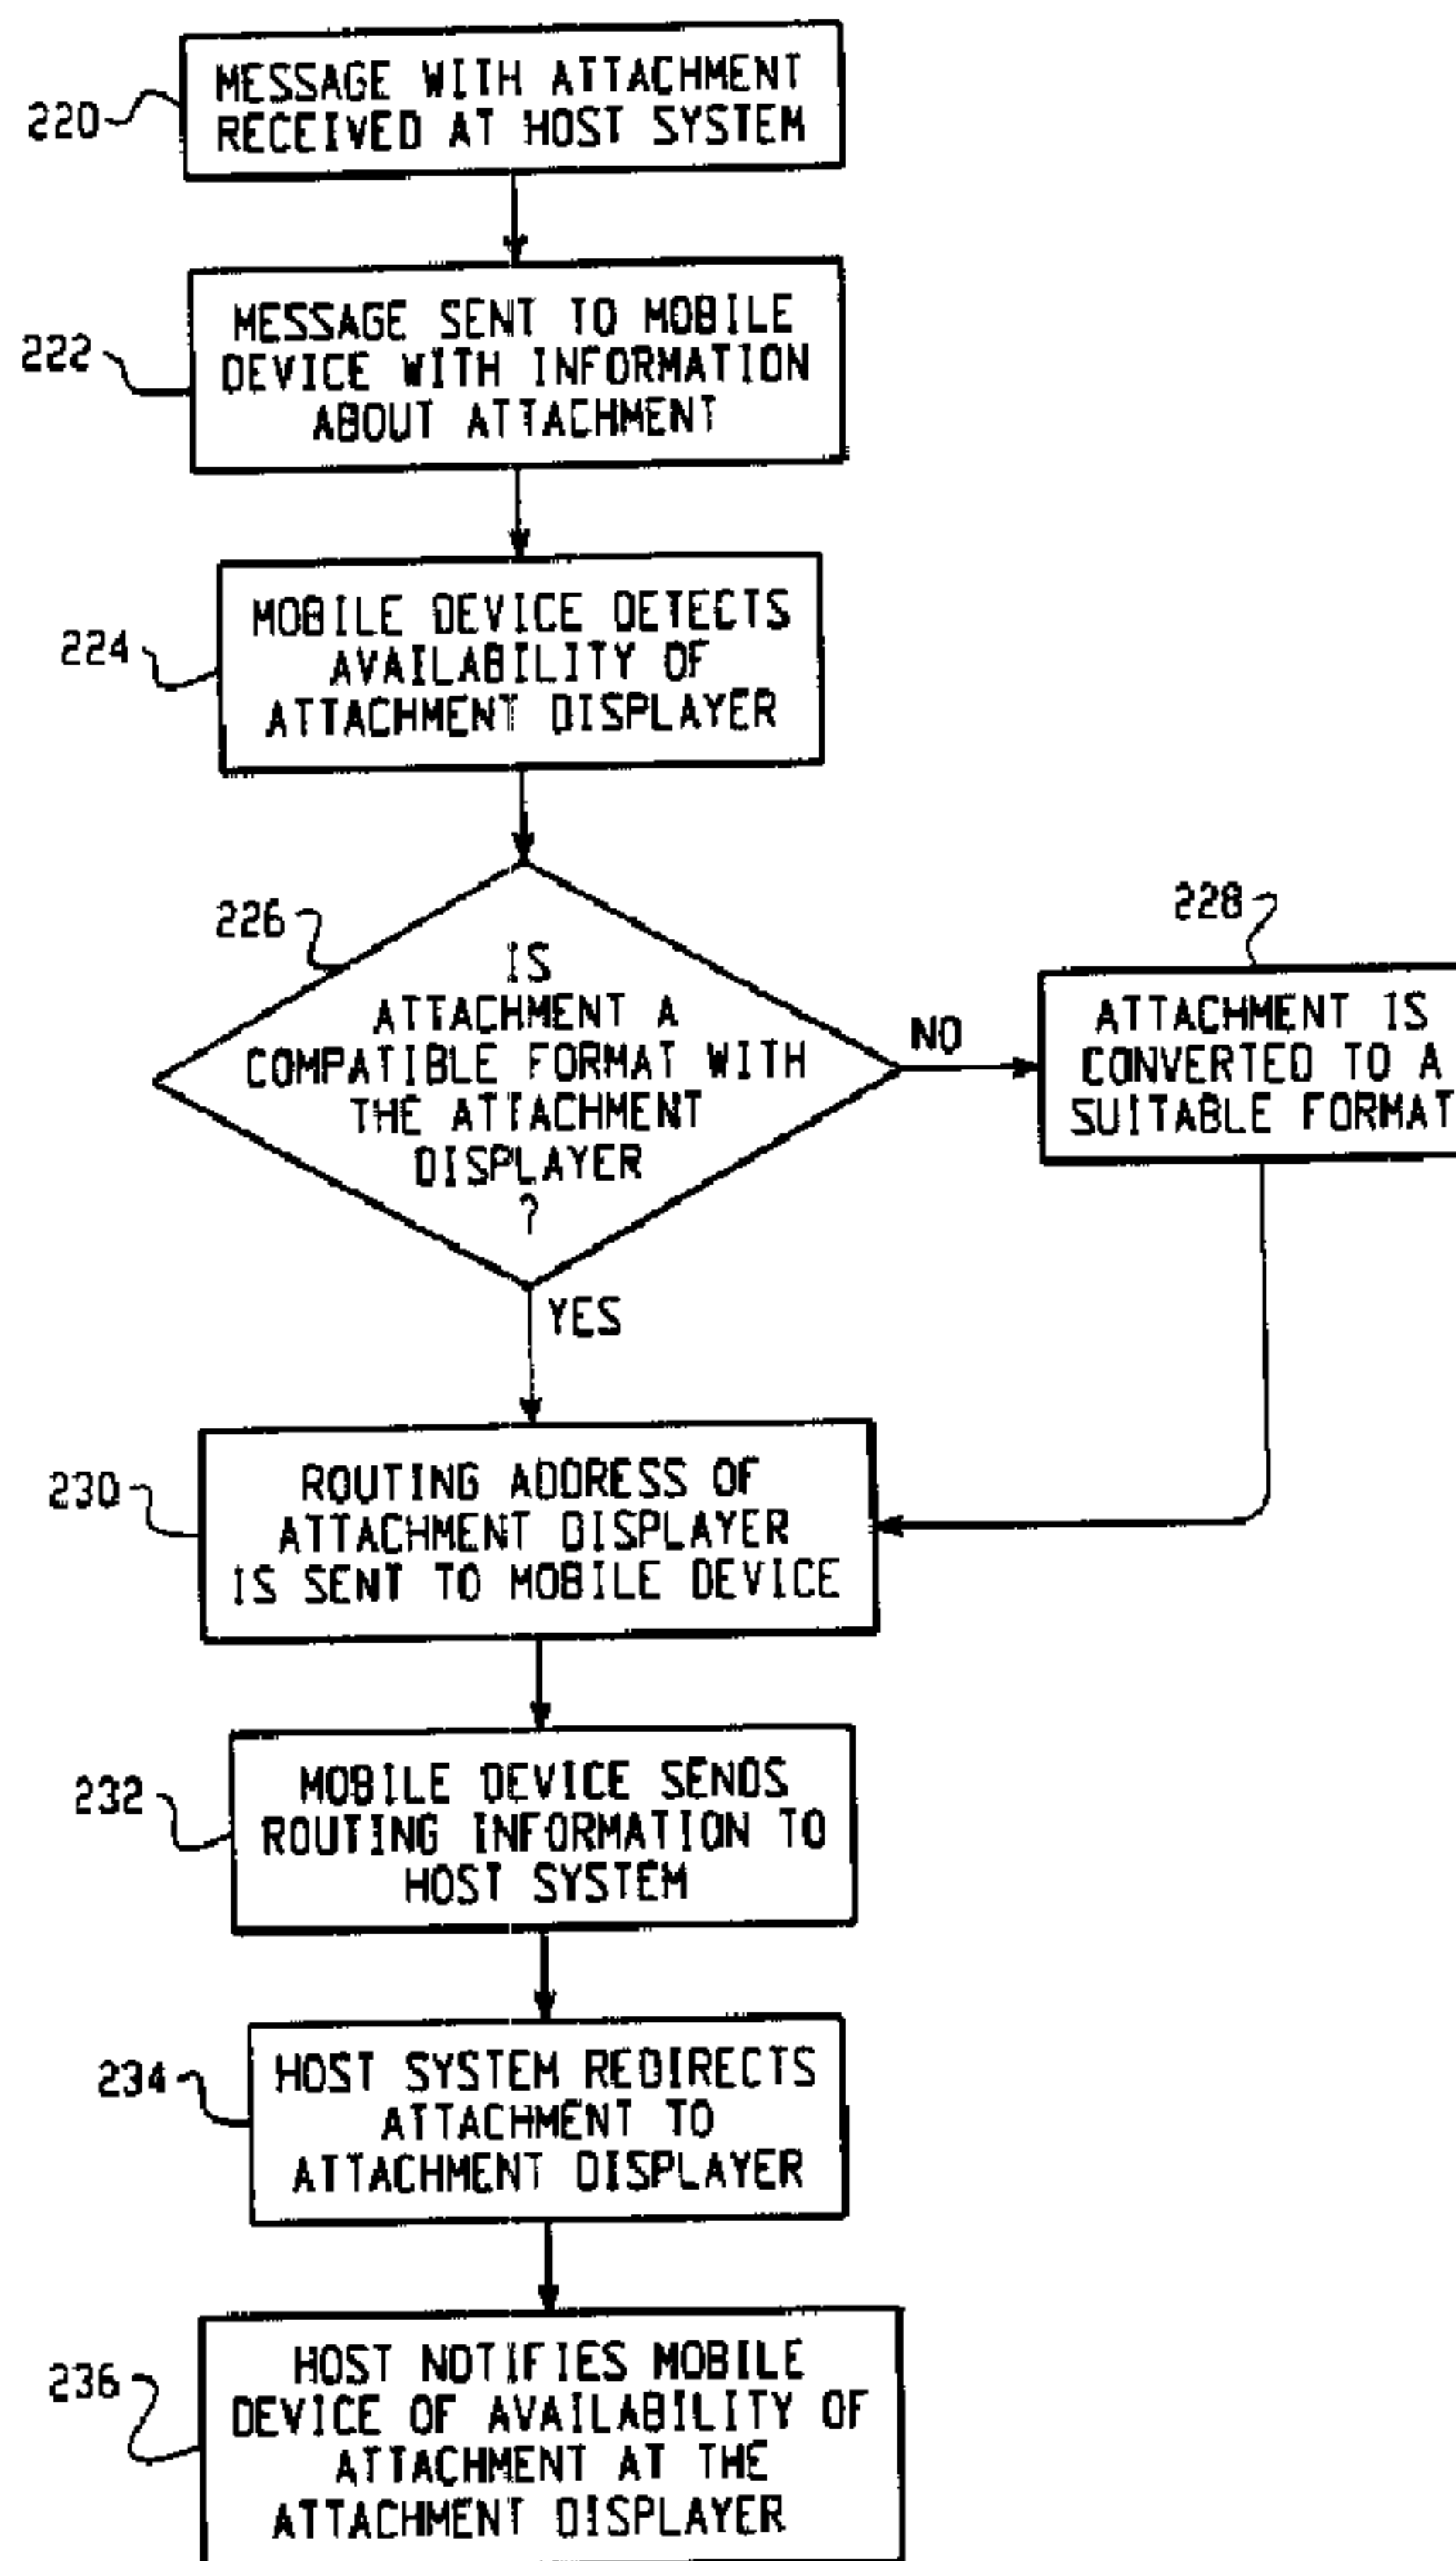 220
MESSAGE WITH ATTACHMENT
RECEIVED AT HOST SYSTEM
222
MESSAGE SENT TO MOBILE
DEVICE WITH INFORMATION
ABOUT ATTACHMENT
224
MOBILE DEVICE DETECTS
AVAILABILITY OF
ATTACHMENT DISPLAYER
226
IS
ATTACHMENT A
COMPATIBLE FORMAT WITH
THE ATTACHMENT
DISPLAYER
?
NO
228
ATTACHMENT IS
CONVERTED TO A
SUITABLE FORMAT
YES
230
ROUTING ADDRESS OF
ATTACHMENT DISPLAYER
IS SENT TO MOBILE DEVICE
232
MOBILE DEVICE SENDS
ROUTING INFORMATION TO
HOST SYSTEM
234
HOST SYSTEM REDIRECTS
ATTACHMENT TO
ATTACHMENT DISPLAYER
236
HOST NOTIFIES MOBILE
DEVICE OF AVAILABILITY OF
ATTACHMENT AT THE
ATTACHMENT DISPLAYER